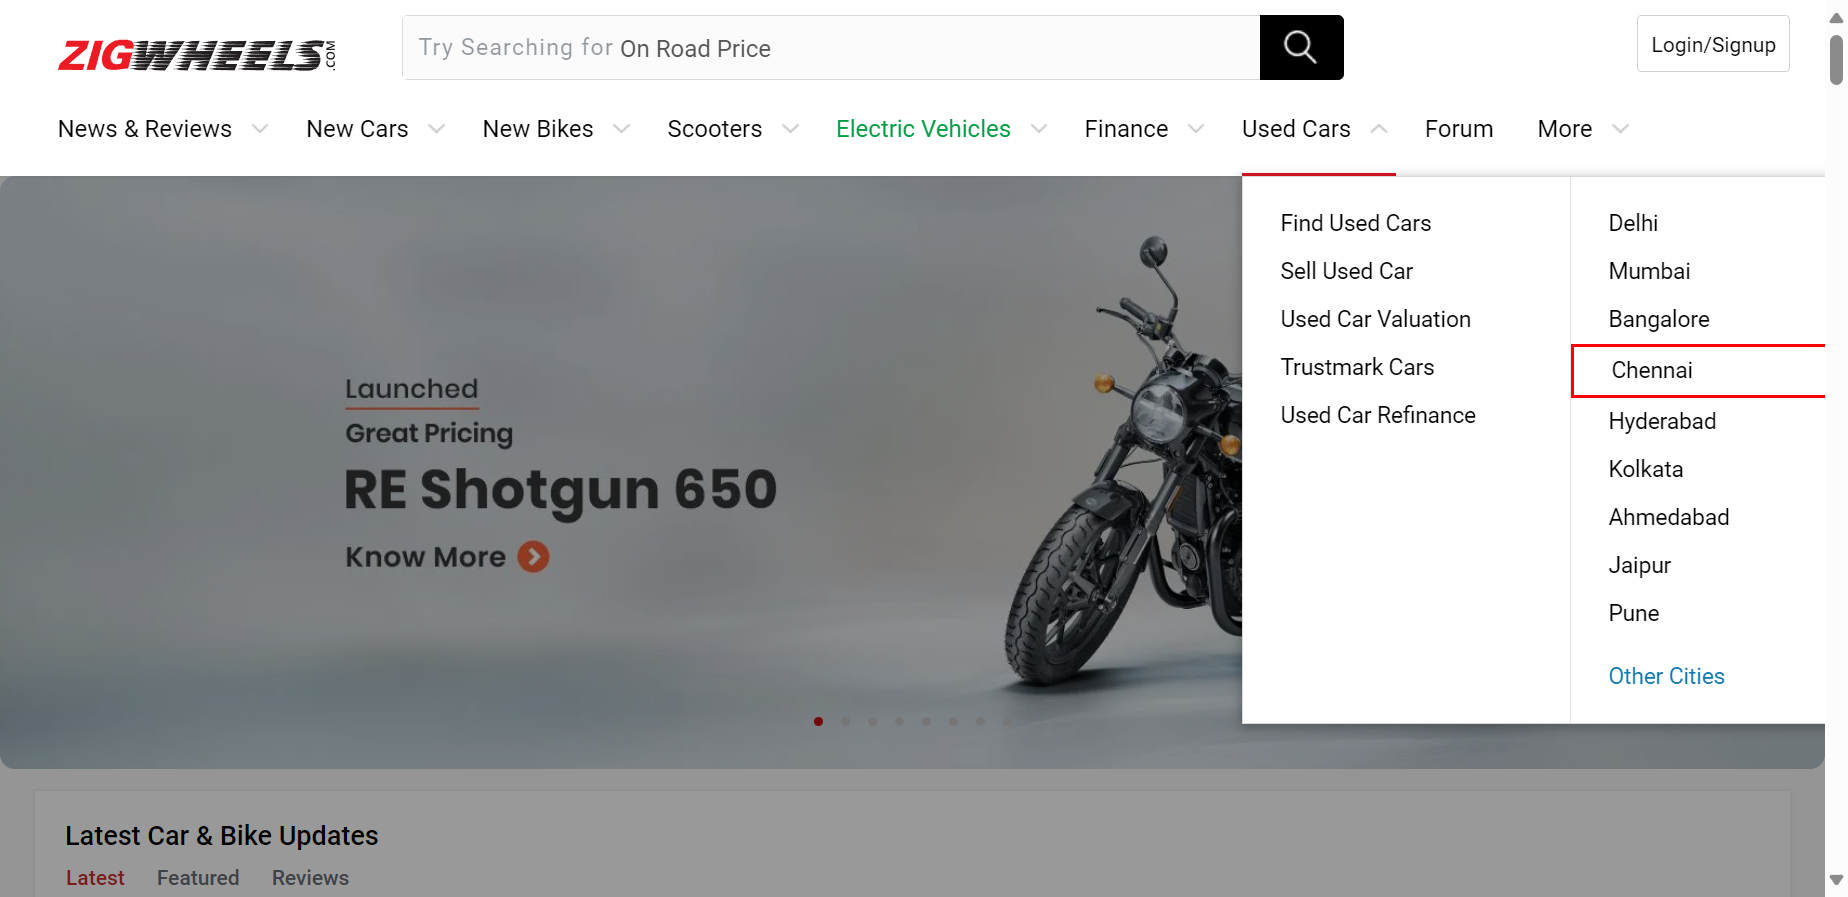 ZIGWHEELS.COM
Try Searching for On Road Price
Login/Signup
News & Reviews New Cars New Bikes Scooters Electric Vehicles Finance Used Cars Forum More
Find Used Cars
Sell Used Car
Used Car Valuation
Trustmark Cars
Used Car Refinance
Delhi
Mumbai
Bangalore
Chennai
Hyderabad
Kolkata
Ahmedabad
Jaipur
Pune
Other Cities
Launched
Great Pricing
RE Shotgun 650
Know More
Latest Car & Bike Updates
Latest Featured Reviews